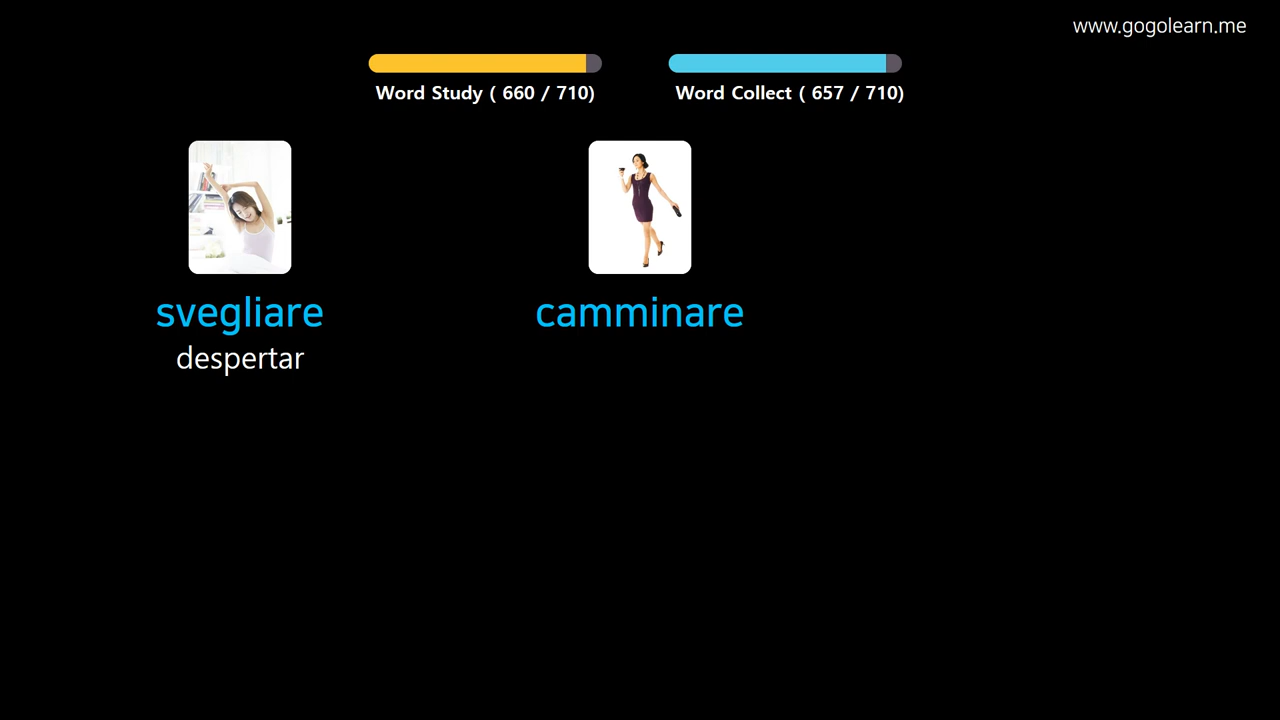 www.gogolearn.me
Word Study ( 660 / 710)
Word Collect ( 657 / 710)
svegliare
camminare
despertar